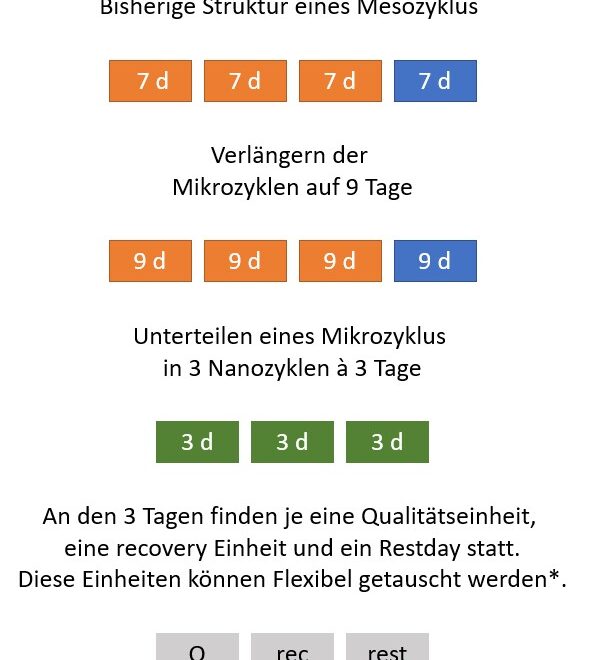 Bisherige Struktur eines Mesozyklus
7 d 7 d 7 d 7 d
Verlängern der
Mikrozyklen auf 9 Tage
9 d 9 d 9 d 9 d
Unterteilen eines Mikrozyklus
in 3 Nanozyklen à 3 Tage
3 d 3 d 3 d
An den 3 Tagen finden je eine Qualitätseinheit,
eine recovery Einheit und ein Restday statt.
Diese Einheiten können Flexibel getauscht werden*.
Q rec rest